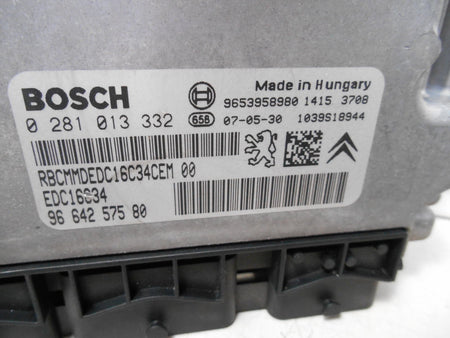 BOSCH
Made in Hungary
9653958980 1415 3708
0 281 013 332
658
07-05-30
1039S18944
RBCMMDEDC16C34CEM 00
EDC16C34
96 642 575 80